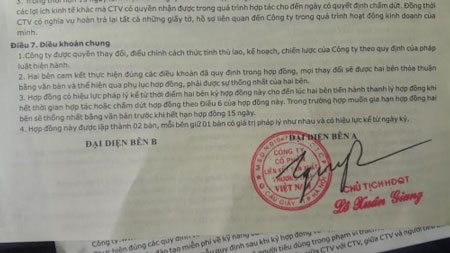 các lợi ích kinh tế khác mà CTV có quyền nhận được trong quá trình hợp tác cho đến ngày có quyết định chấm dứt. Đồng thời
CTV có nghĩa vụ hoàn trả lại tất cả những giấy tờ, hồ sơ liên quan đến Công ty trong quá trình hoạt động kinh doanh của
mình.
Điều 7. Điều khoản chung
1. Công ty được quyền thay đổi, điều chỉnh cách thức tính thù lao, kế hoạch, chiến lược của Công ty theo quy định của pháp
luật hiện hành.
2. Hai bên cam kết thực hiện đúng các điều khoản đã quy định trong hợp đồng, mọi thay đổi sẽ được hai bên thỏa thuận
bằng văn bản và thể hiện qua phụ lục hợp đồng, phải được sự thống nhất của hai bên.
3. Hợp đồng có hiệu lực pháp lý kể từ thời điểm hai bên ký hợp đồng này cho đến lúc hai bên tiến hành thanh lý hợp đồng khi
hết thời gian hợp tác hoặc chấm dứt hợp đồng theo Điều 6 của hợp đồng này. Trong trường hợp muốn gia hạn hợp đồng hai
bên sẽ thống nhất bằng văn bản trước khi hết hạn hợp đồng 15 ngày.
4. Hợp đồng này được lập thành 02 bản, mỗi bên giữ 01 bản có giá trị pháp lý như nhau và có hiệu lực kể từ ngày ký.
ĐẠI DIỆN BÊN B
ĐẠI DIỆN BÊN A
CÔNG TY
CỔ PHẦN
LIÊN KẾT
VIỆT NAM
Q. CẦU GIẤY
CHỦ TỊCH HĐQT
Lê Xuân Giang